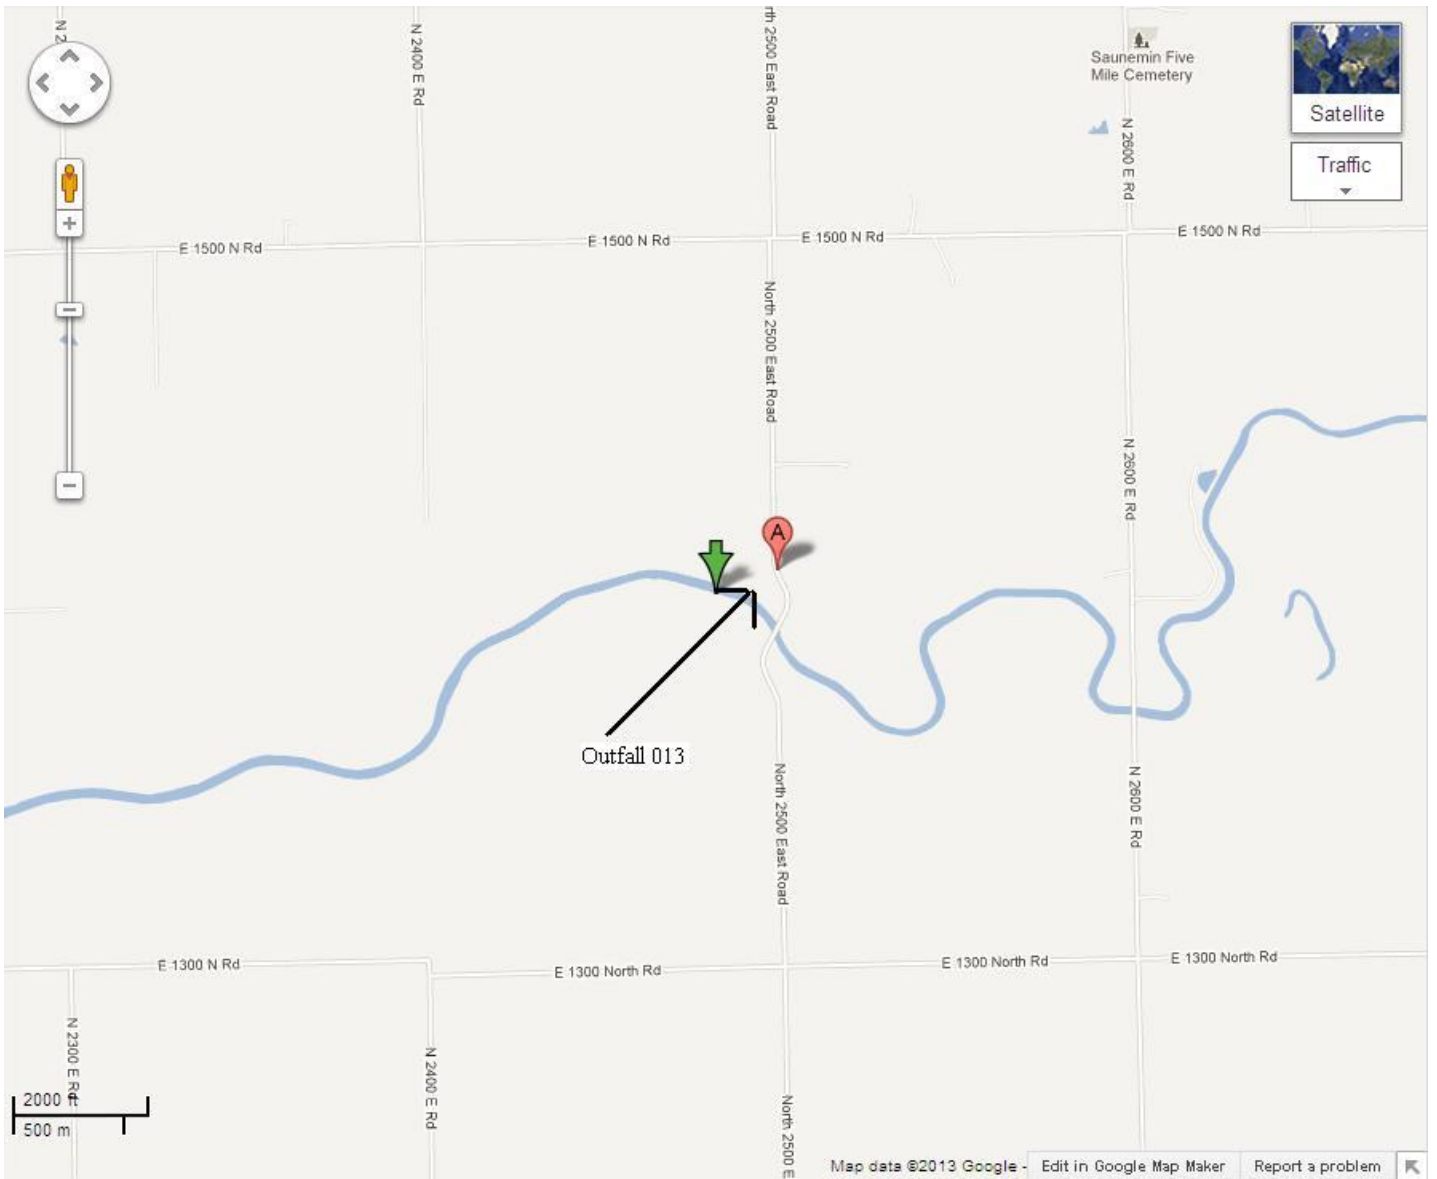 N 2
N 2400 E Rd
rth 2500 East Road
Saunemin Five
Mile Cemetery
N 2600 E Rd
Satellite
Traffic
E 1500 N Rd
E 1500 N Rd
E 1500 N Rd
E 1500 N Rd
North 2500 East Road
N 2600 E Rd
A
Outfall 013
North 2500 East Road
N 2600 E Rd
E 1300 N Rd
E 1300 North Rd
E 1300 North Rd
E 1300 North Rd
N 2300 E Rd
N 2400 E Rd
North 2500 E
2000 ft
500 m
Map data ©2013 Google -
Edit in Google Map Maker
Report a problem